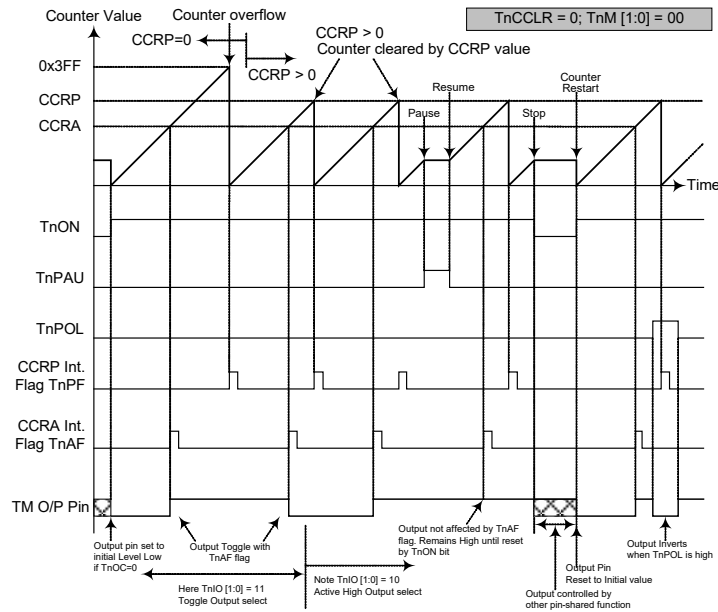 Counter Value
Counter overflow
TnCCLR = 0; TnM [1:0] = 00
CCRP=0
CCRP > 0
CCRP > 0
Counter cleared by CCRP value
0x3FF
CCRP
CCRA
Pause
Resume
Stop
Counter
Restart
Time
TnON
TnPAU
TnPOL
CCRP Int.
Flag TnPF
CCRA Int.
Flag TnAF
TM O/P Pin
Output pin set to
initial Level Low
if TnOC=0
Output Toggle with
TnAF flag
Here TnIO [1:0] = 11
Toggle Output select
Note TnIO [1:0] = 10
Active High Output select
Output not affected by TnAF
flag. Remains High until reset
by TnON bit
Output controlled by
other pin-shared function
Output Pin
Reset to Initial value
Output Inverts
when TnPOL is high